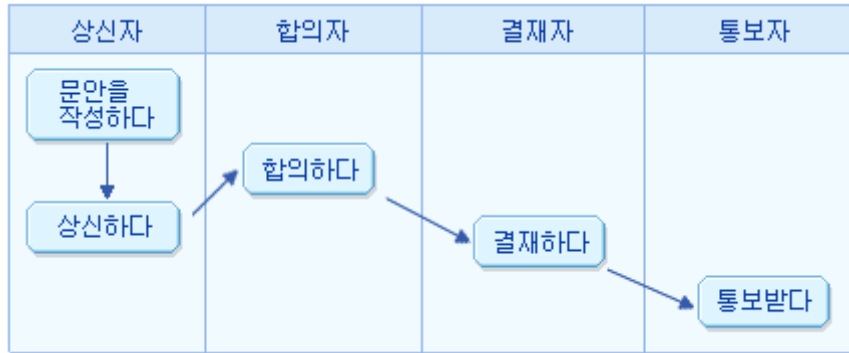 상신자
합의자
결재자
통보자
문안을
작성하다
합의하다
상신하다
결재하다
통보받다